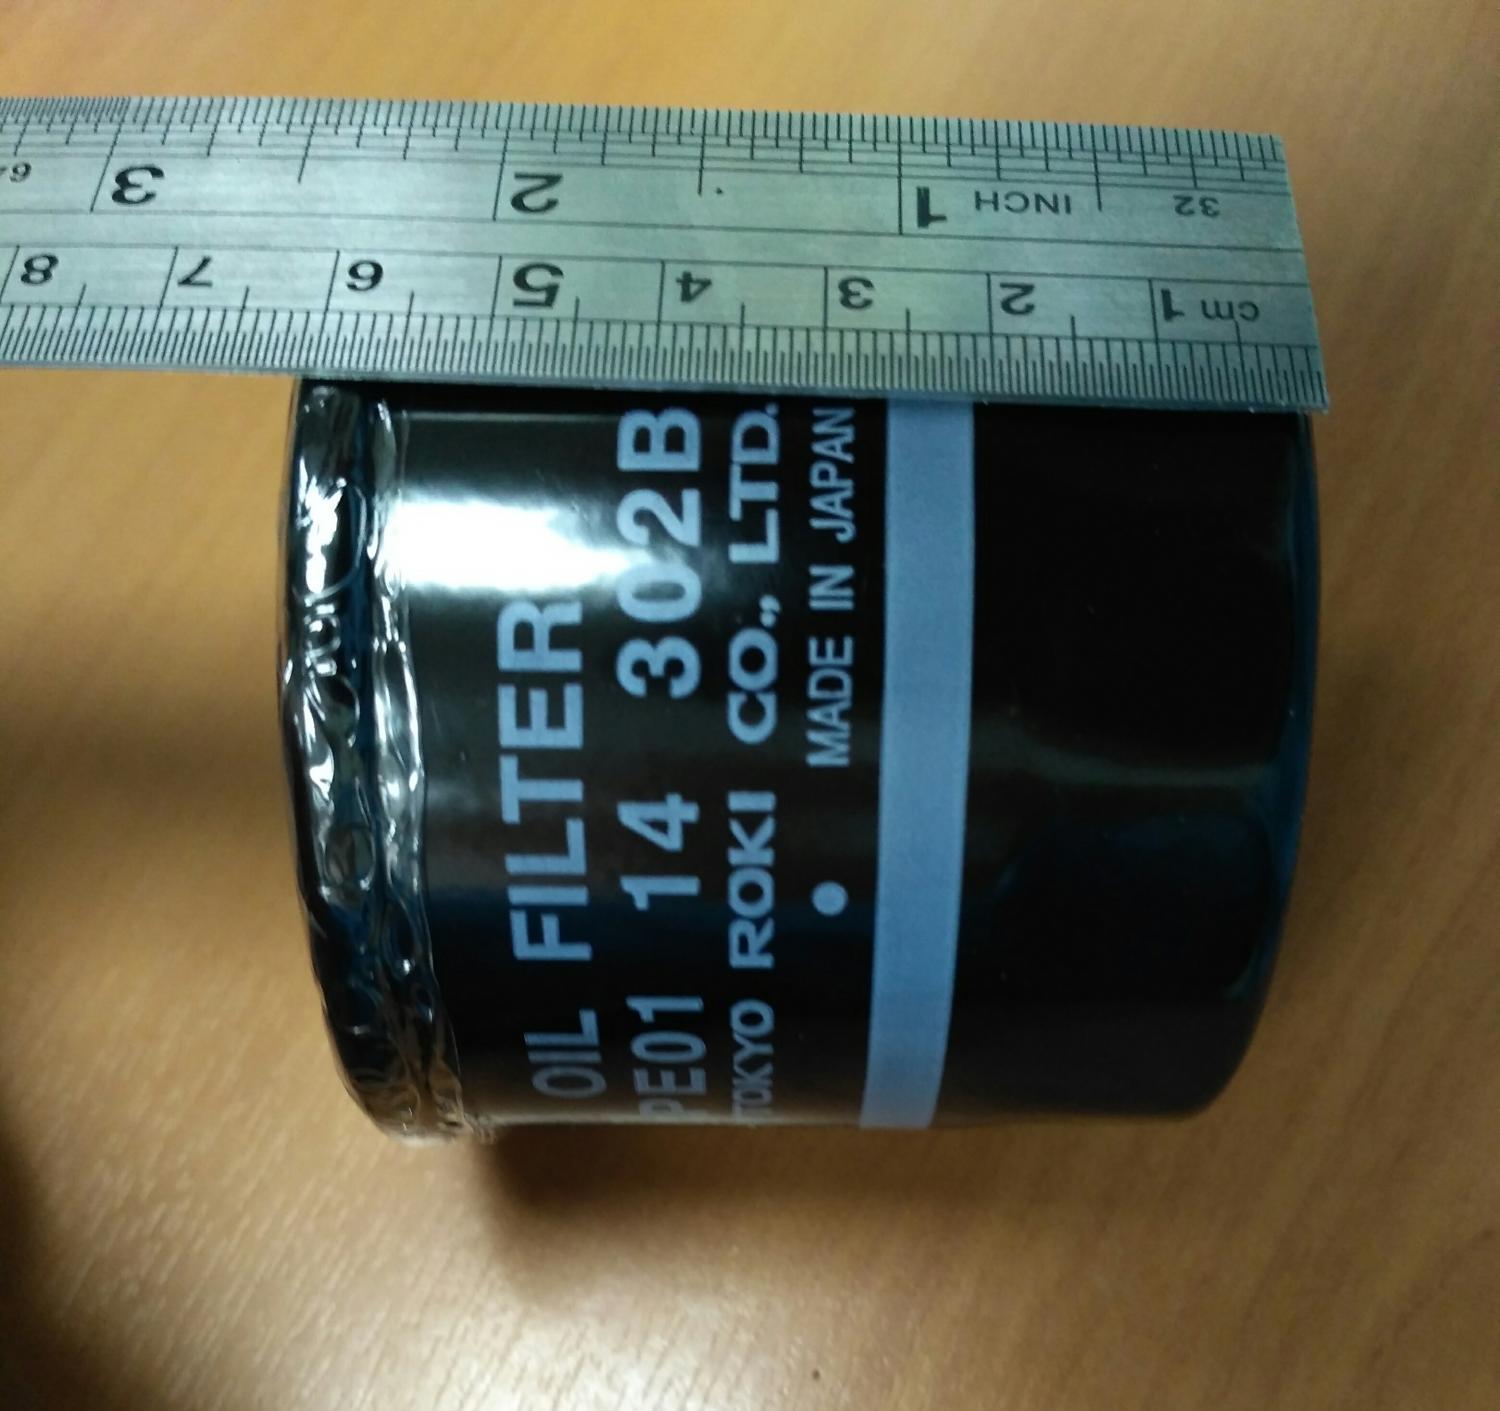 OIL FILTER
PE01 14 302B
TOKYO ROKI CO., LTD.
MADE IN JAPAN
32 INCH 1 2 3 64
cm 1 2 3 4 5 6 7 8